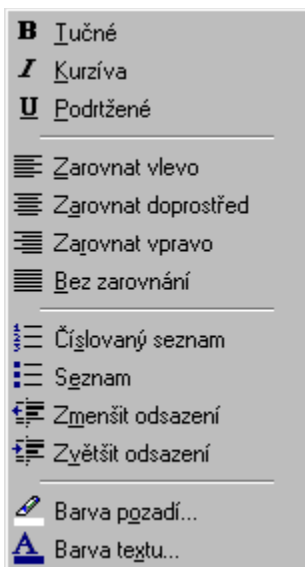 B Tučné
I Kurzíva
U Podrtžené
Zarovnat vlevo
Zarovnat doprostřed
Zarovnat vpravo
Bez zarovnání
Číslovaný seznam
Seznam
Zmenšit odsazení
Zvětšit odsazení
Barva pozadí...
A Barva textu...